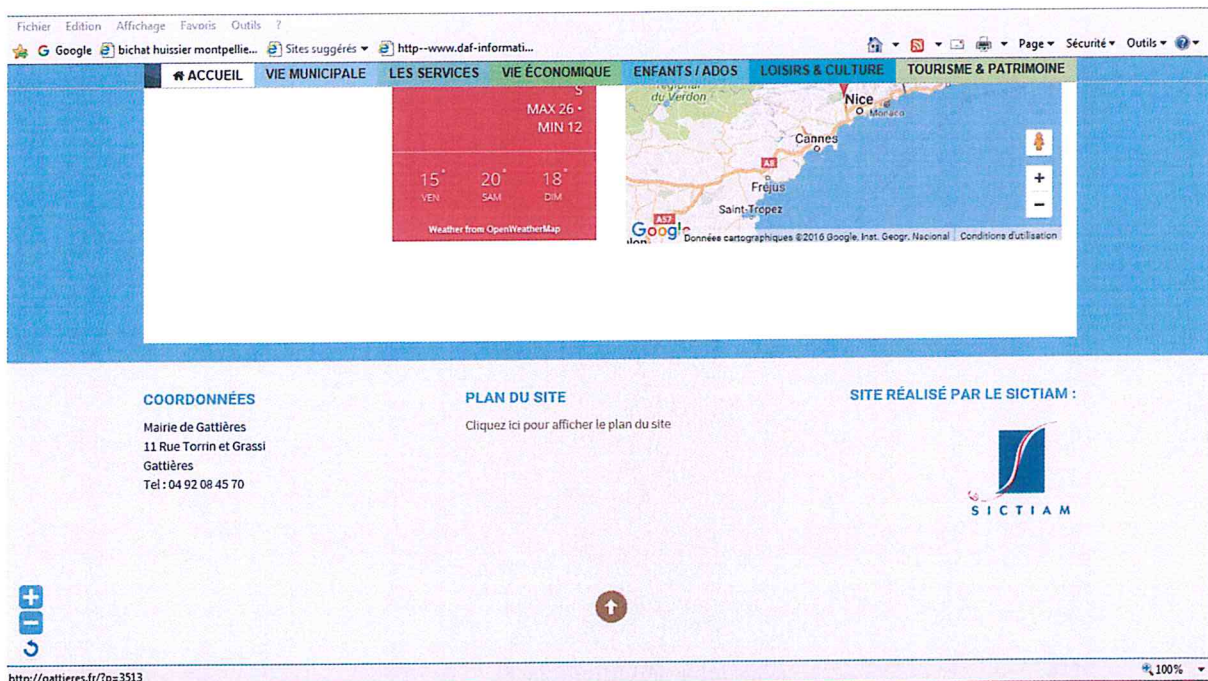 Fichier Edition Affichage Favoris Outils ?
G Google bichat huissier montpellie... Sites suggérés http--www.daf-informati... Page Sécurité Outils
ACCUEIL VIE MUNICIPALE LES SERVICES VIE ÉCONOMIQUE ENFANTS / ADOS LOISIRS & CULTURE TOURISME & PATRIMOINE
S
MAX 26 •
MIN 12
15° 20° 18°
VEN SAM DIM
Weather from OpenWeatherMap
du Verdon
Nice
Monaco
Cannes
A8
Fréjus
Saint-Tropez
A57
Google
Données cartographiques ©2016 Google, Inst. Geogr. Nacional Conditions d'utilisation
COORDONNÉES
Mairie de Gattières
11 Rue Torrin et Grassi
Gattières
Tel : 04 92 08 45 70
PLAN DU SITE
Cliquez ici pour afficher le plan du site
SITE RÉALISÉ PAR LE SICTIAM :
SICTIAM
http://gattieres.fr/?p=3513
100%